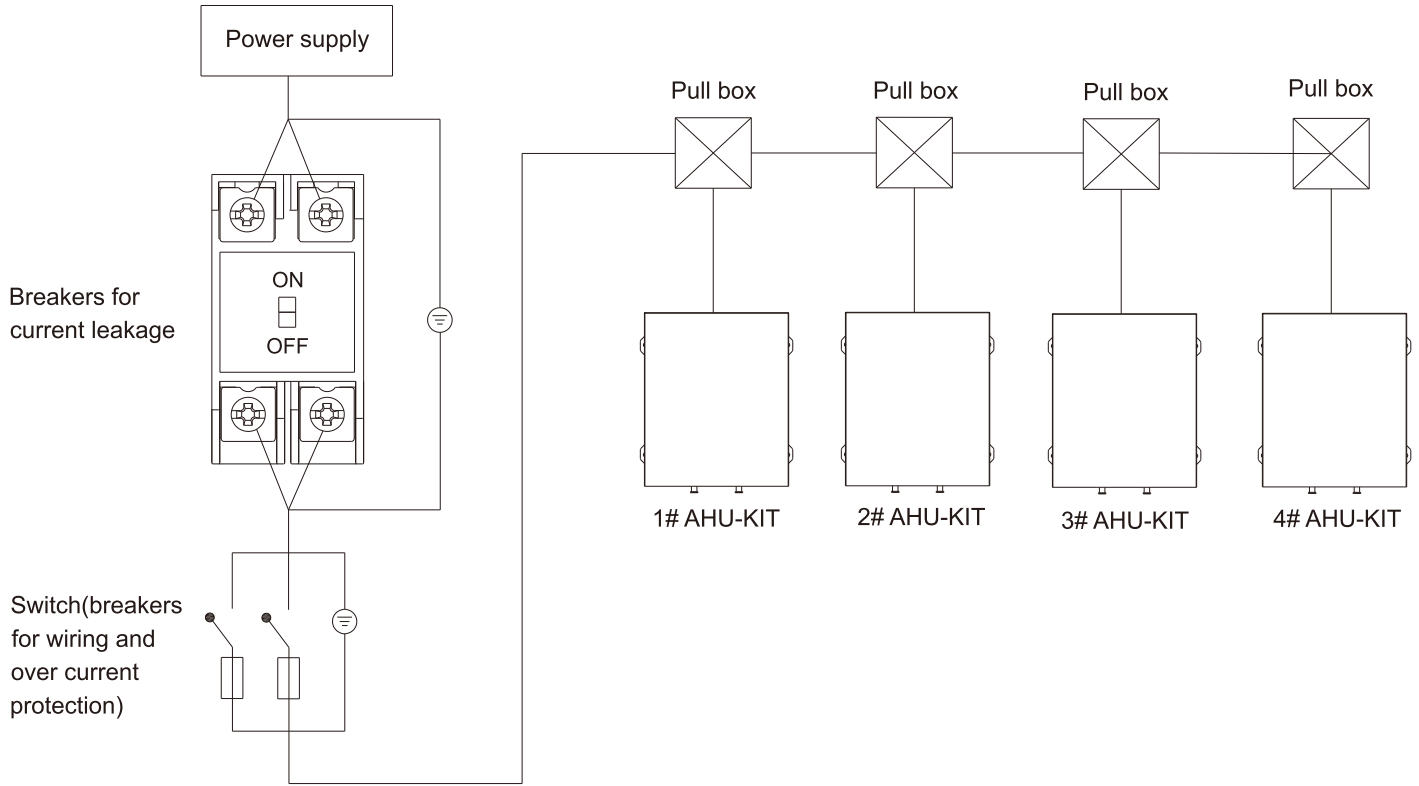 Power supply
Pull box
Pull box
Pull box
Pull box
Breakers for
current leakage
ON
OFF
1# AHU-KIT
2# AHU-KIT
3# AHU-KIT
4# AHU-KIT
Switch(breakers
for wiring and
over current
protection)